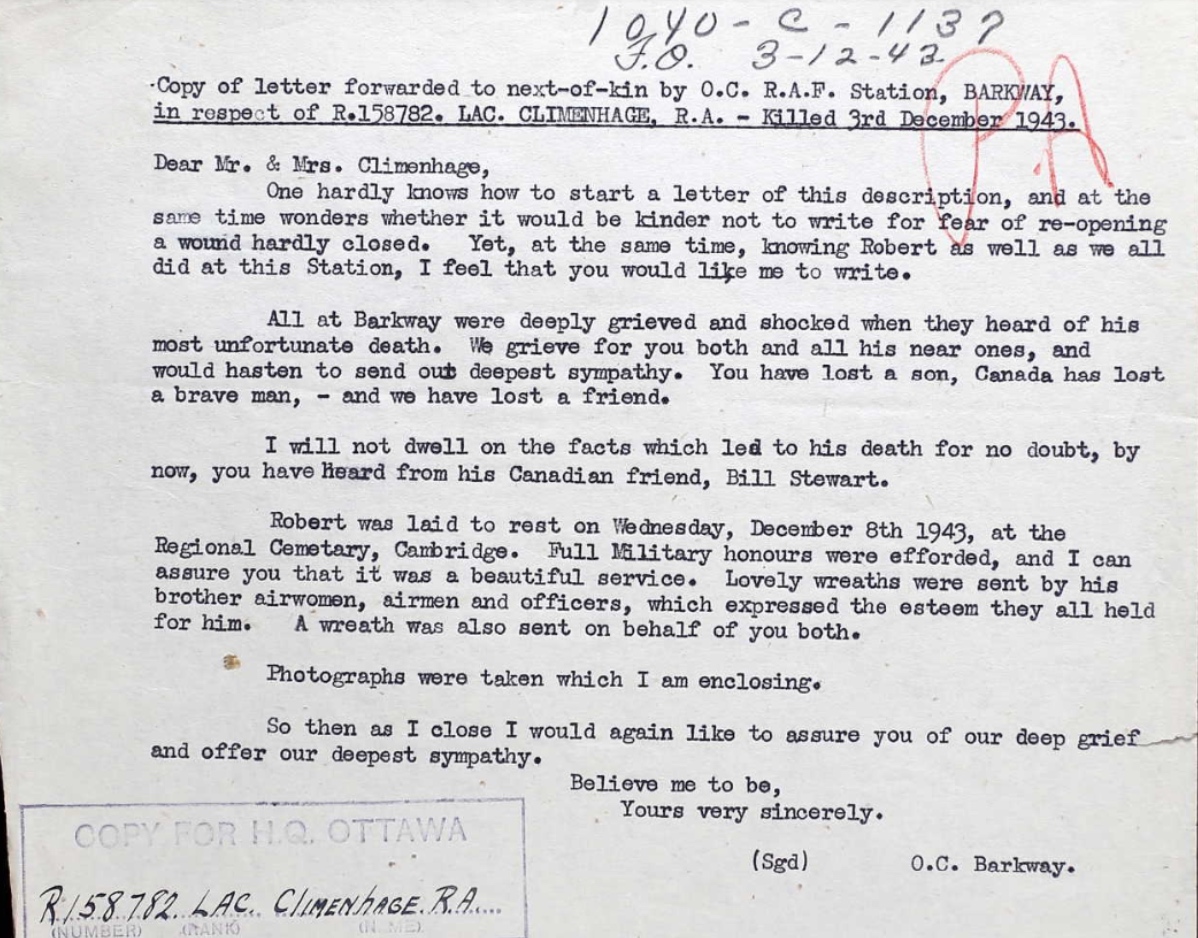 1040-C-1137
F.O. 3-12-43
P.A
Copy of letter forwarded to next-of-kin by O.C. R.A.F. Station, BARKWAY,
in respect of R.158782. LAC. CLIMENHAGE, R.A. - Killed 3rd December 1943.
Dear Mr. & Mrs. Climenhage,
One hardly knows how to start a letter of this description, and at the
same time wonders whether it would be kinder not to write for fear of re-opening
a wound hardly closed. Yet, at the same time, knowing Robert as well as we all
did at this Station, I feel that you would like me to write.
All at Barkway were deeply grieved and shocked when they heard of his
most unfortunate death. We grieve for you both and all his near ones, and
would hasten to send out deepest sympathy. You have lost a son, Canada has lost
a brave man, - and we have lost a friend.
I will not dwell on the facts which led to his death for no doubt, by
now, you have heard from his Canadian friend, Bill Stewart.
Robert was laid to rest on Wednesday, December 8th 1943, at the
Regional Cemetary, Cambridge. Full Military honours were efforded, and I can
assure you that it was a beautiful service. Lovely wreaths were sent by his
brother airwomen, airmen and officers, which expressed the esteem they all held
for him. A wreath was also sent on behalf of you both.
Photographs were taken which I am enclosing.
So then as I close I would again like to assure you of our deep grief
and offer our deepest sympathy.
Believe me to be,
Yours very sincerely.
(Sgd) O.C. Barkway.
COPY FOR H.Q. OTTAWA
R158782. LAC. CLIMENHAGE. R.A.
(NUMBER) (RANK) (NAME)